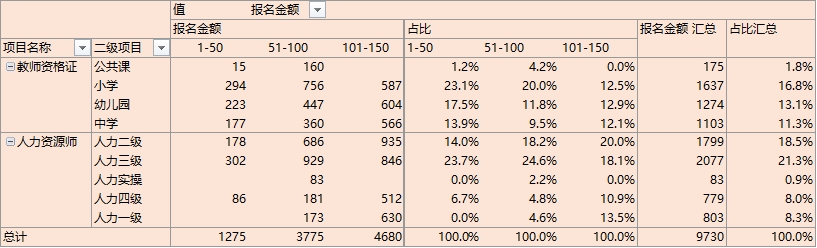 值 报名金额
报名金额 占比 报名金额 汇总 占比汇总
项目名称 二级项目 1-50 51-100 101-150 1-50 51-100 101-150
教师资格证 公共课 15 160 1.2% 4.2% 0.0% 175 1.8%
小学 294 756 587 23.1% 20.0% 12.5% 1637 16.8%
幼儿园 223 447 604 17.5% 11.8% 12.9% 1274 13.1%
中学 177 360 566 13.9% 9.5% 12.1% 1103 11.3%
人力资源师 人力二级 178 686 935 14.0% 18.2% 20.0% 1799 18.5%
人力三级 302 929 846 23.7% 24.6% 18.1% 2077 21.3%
人力实操 83 0.0% 2.2% 0.0% 83 0.9%
人力四级 86 181 512 6.7% 4.8% 10.9% 779 8.0%
人力一级 173 630 0.0% 4.6% 13.5% 803 8.3%
总计 1275 3775 4680 100.0% 100.0% 100.0% 9730 100.0%